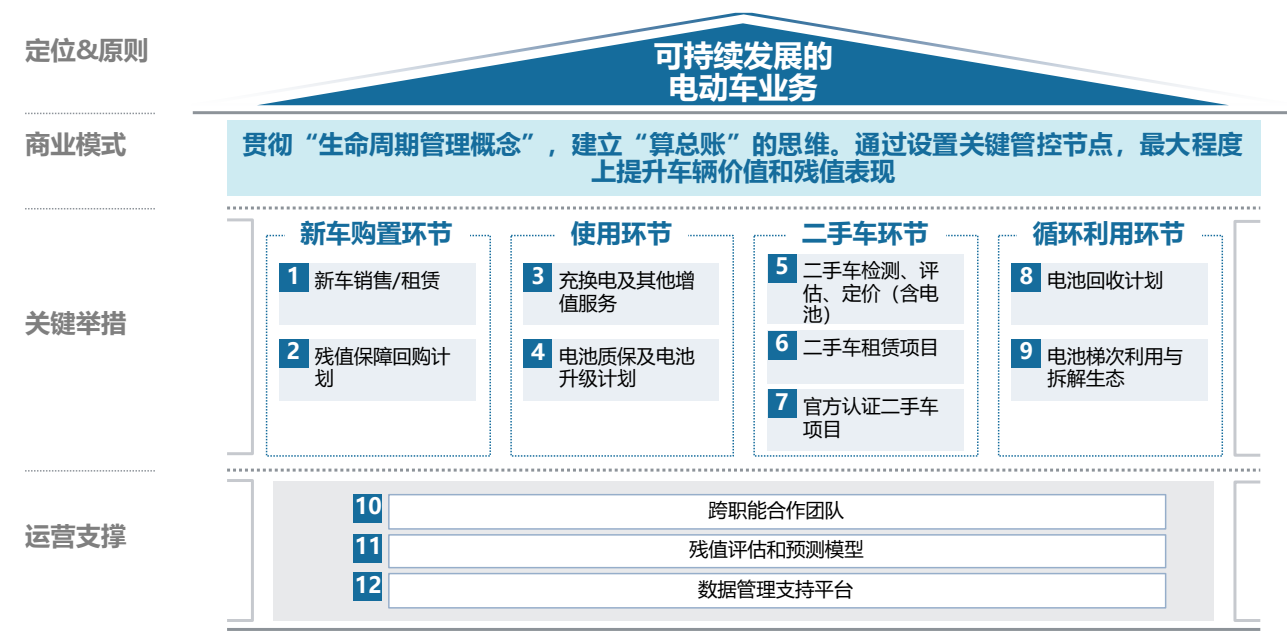 定位&原则
可持续发展的
电动车业务
商业模式
贯彻“生命周期管理概念”，建立“算总账”的思维。通过设置关键管控节点，最大程度
上提升车辆价值和残值表现
关键举措
新车购置环节
1 新车销售/租赁
2 残值保障回购计
划
使用环节
3 充换电及其他增
值服务
4 电池质保及电池
升级计划
二手车环节
5 二手车检测、评
估、定价（含电
池）
6 二手车租赁项目
7 官方认证二手车
项目
循环利用环节
8 电池回收计划
9 电池梯次利用与
拆解生态
运营支撑
10 跨职能合作团队
11 残值评估和预测模型
12 数据管理支持平台